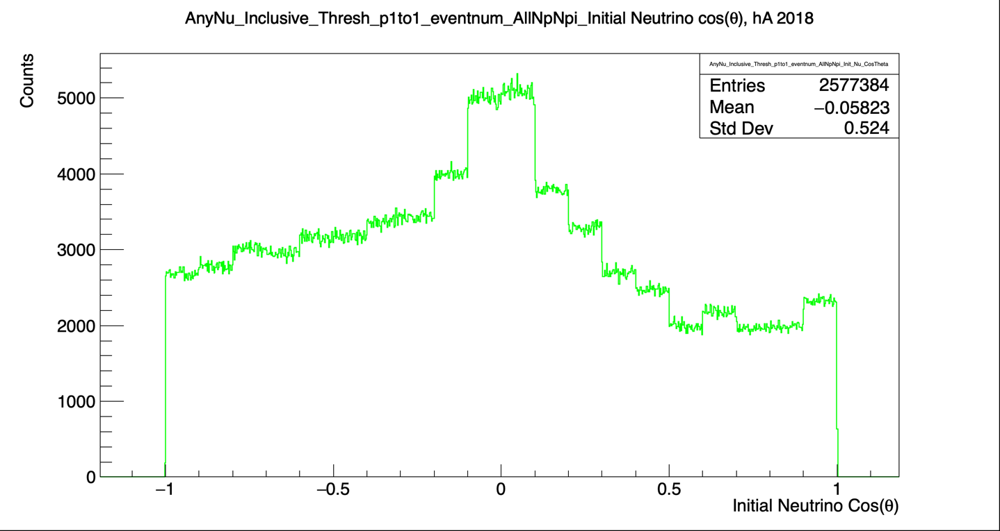 AnyNu_Inclusive_Thresh_p1to1_eventnum_AllNpNpi_Initial Neutrino cos(θ), hA 2018
Counts
AnyNu_Inclusive_Thresh_p1to1_eventnum_AllNpNpi_Init_Nu_CosTheta
Entries 2577384
Mean −0.05823
Std Dev 0.524
5000
4000
3000
2000
1000
0
−1 −0.5 0 0.5 1
Initial Neutrino Cos(θ)